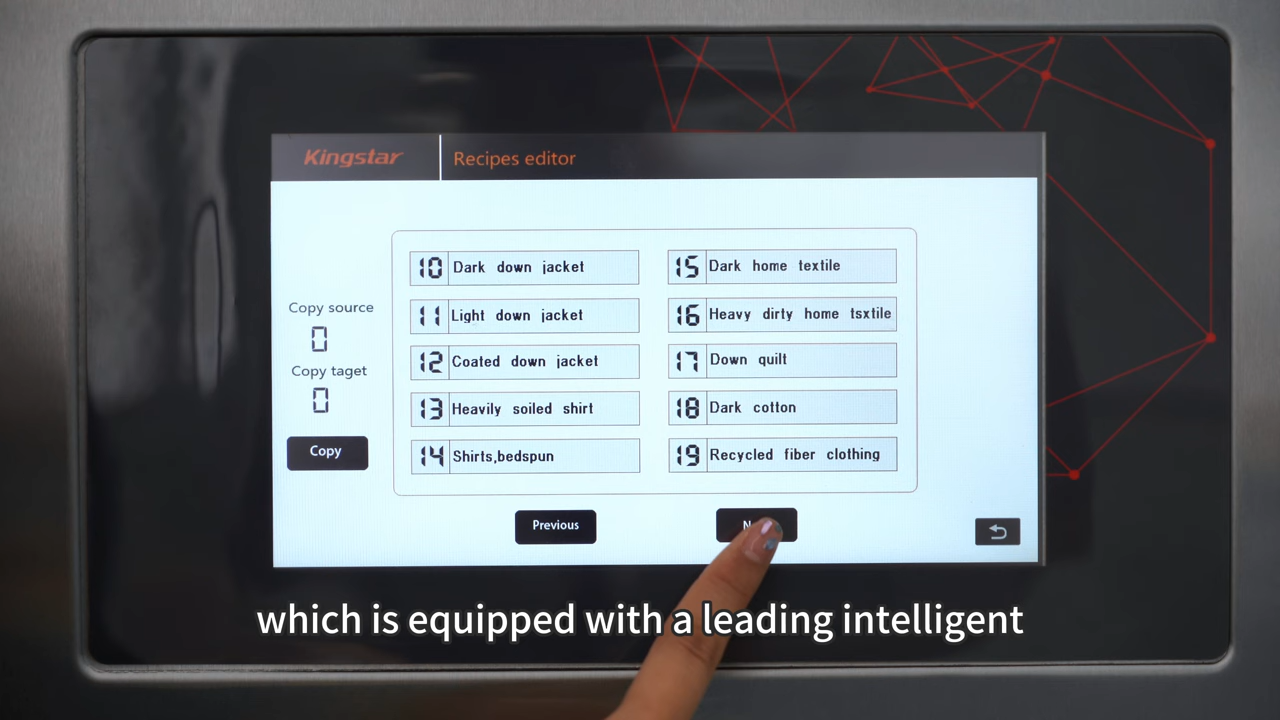 Kingstar
Recipes editor
10 Dark down jacket
11 Light down jacket
12 Coated down jacket
13 Heavily soiled shirt
14 Shirts,bedspun
15 Dark home textile
16 Heavy dirty home tsxtile
17 Down quilt
18 Dark cotton
19 Recycled fiber clothing
Copy source
0
Copy taget
0
Copy
Previous
which is equipped with a leading intelligent